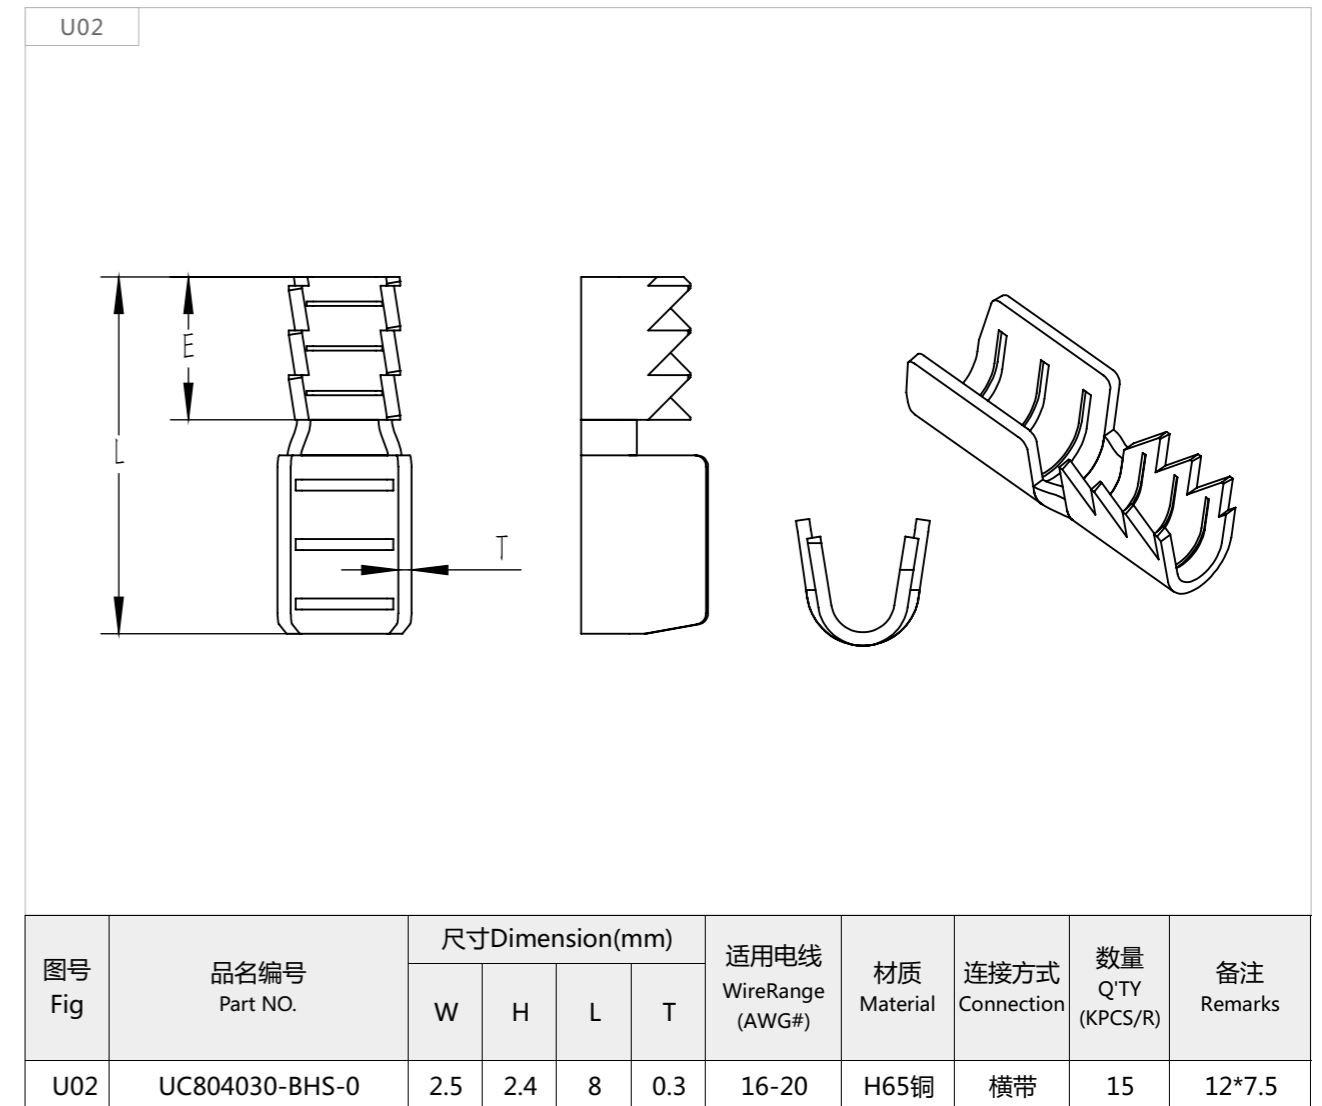 U02
E
L
T
图号
Fig
品名编号
Part NO.
尺寸Dimension(mm)
W
H
L
T
适用电线
WireRange
(AWG#)
材质
Material
连接方式
Connection
数量
Q'TY
(KPCS/R)
备注
Remarks
U02 UC804030-BHS-0 2.5 2.4 8 0.3 16-20 H65铜 横带 15 12*7.5